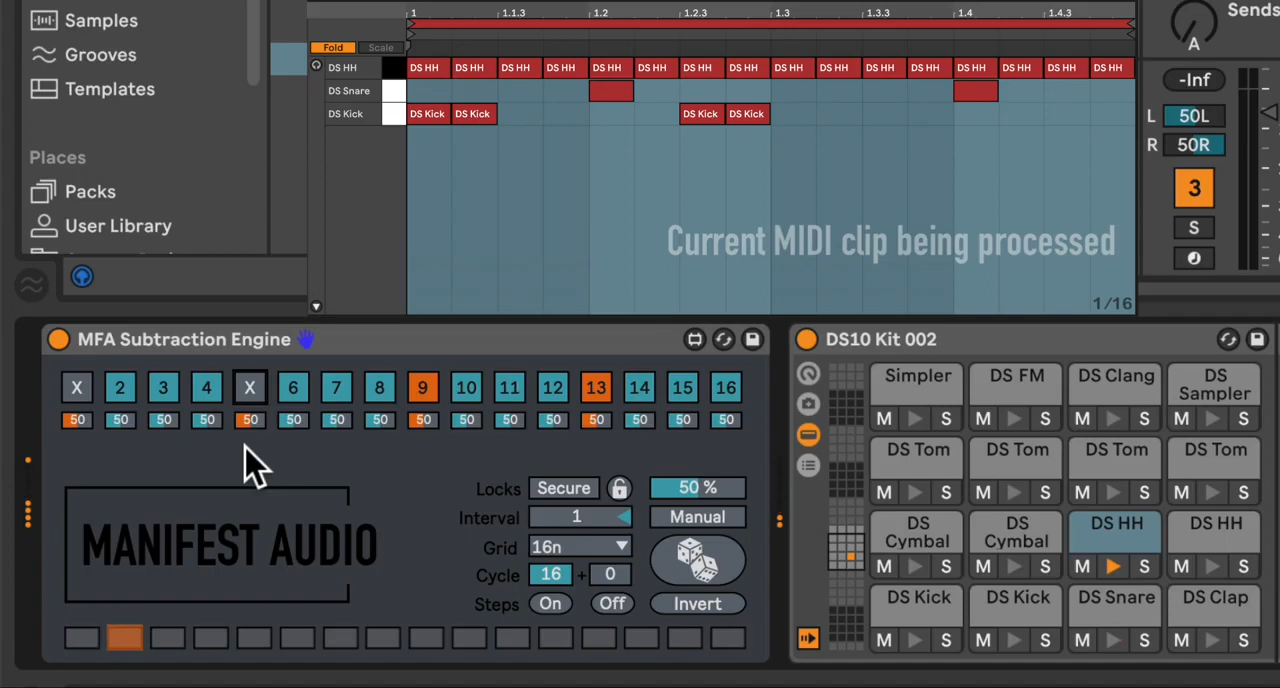 Samples
Grooves
Templates
Places
Packs
User Library
1 1.1.3 1.2 1.2.3 1.3 1.3.3 1.4 1.4.3
Fold Scale
DS HH DS HH DS HH DS HH DS HH DS HH DS HH DS HH DS HH DS HH DS HH DS HH DS HH DS HH DS HH DS HH DS HH
DS Snare
DS Kick DS Kick DS Kick DS Kick DS Kick
Current MIDI clip being processed
1/16
Sends
A
-Inf
L 50L
R 50R
3
S
MFA Subtraction Engine
X 2 3 4 X 6 7 8 9 10 11 12 13 14 15 16
50 50 50 50 50 50 50 50 50 50 50 50 50 50 50 50
MANIFEST AUDIO
Locks Secure 50 %
Interval 1 Manual
Grid 16n
Cycle 16 + 0
Steps On Off Invert
DS10 Kit 002
Simpler DS FM DS Clang DS Sampler
M S M S M S M S
DS Tom DS Tom DS Tom DS Tom
M S M S M S M S
DS Cymbal DS Cymbal DS HH DS HH
M S M S M S M S
DS Kick DS Kick DS Snare DS Clap
M S M S M S M S